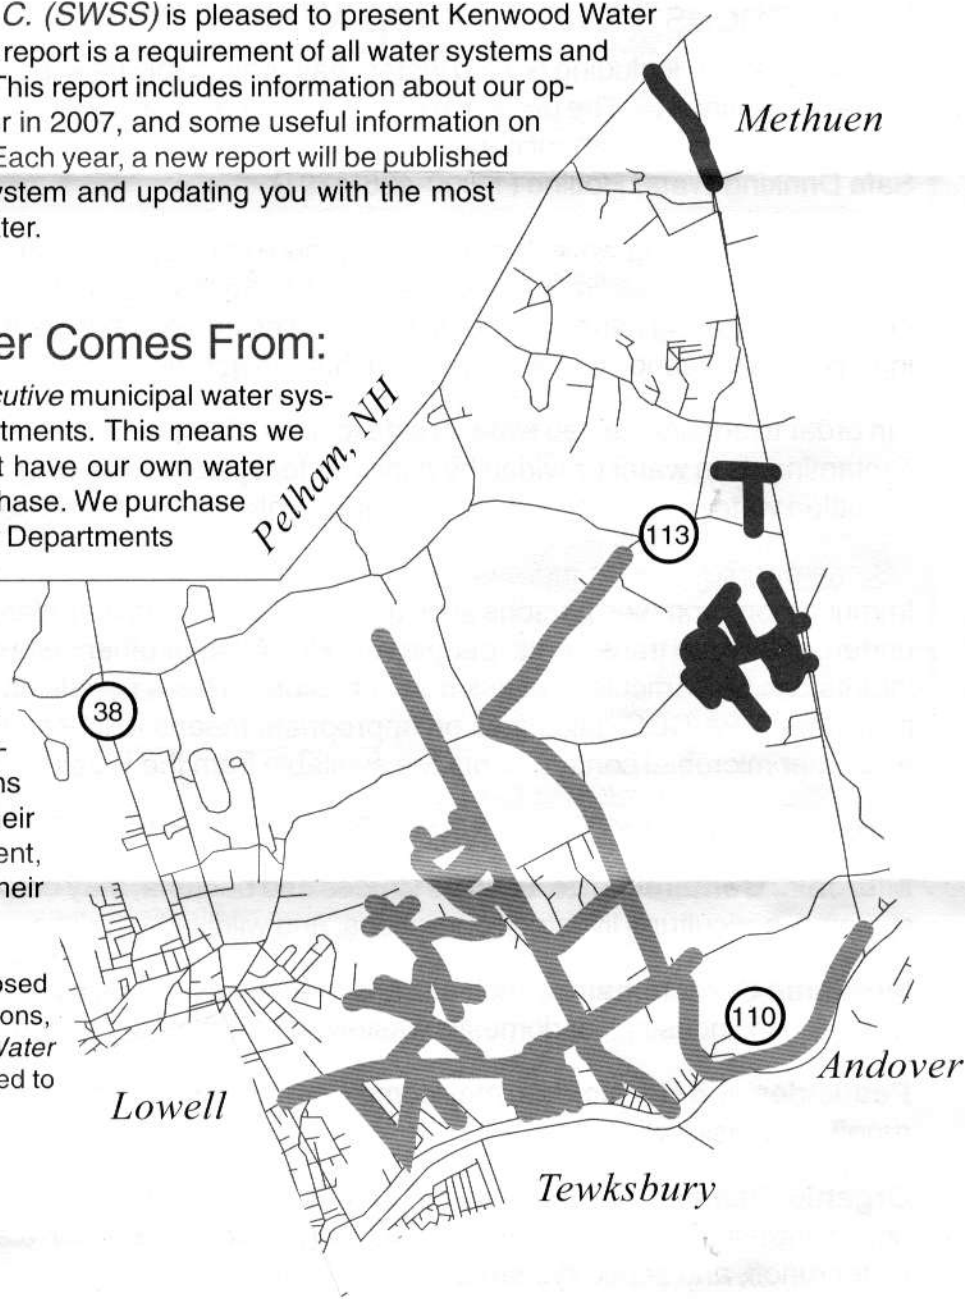 C. (SWSS) is pleased to present Kenwood Water
report is a requirement of all water systems and
This report includes information about our op-
in 2007, and some useful information on
Each year, a new report will be published
ystem and updating you with the most
ter.
er Comes From:
cutive municipal water sys-
rtments. This means we
t have our own water
hase. We purchase
r Departments
ns
eir
ent,
heir
osed
ons,
Water
ed to
Methuen
Pelham, NH
113
38
110
Andover
Lowell
Tewksbury